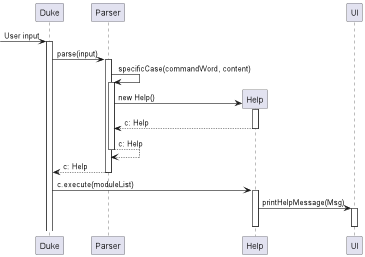 Duke Parser UI
User input
parse(input)
specificCase(commandWord, content)
new Help()
Help
c: Help
c: Help
c: Help
c.execute(moduleList)
printHelpMessage(Msg)
Duke Parser Help UI